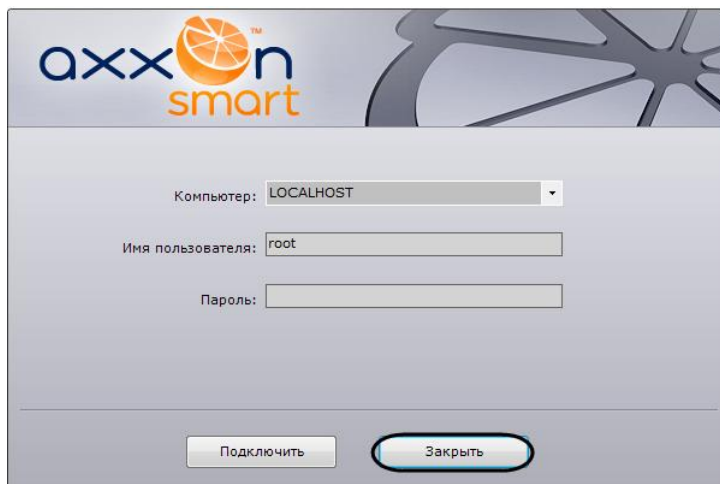 axxon
™
smart
Компьютер: LOCALHOST
Имя пользователя: root
Пароль:
Подключить Закрыть